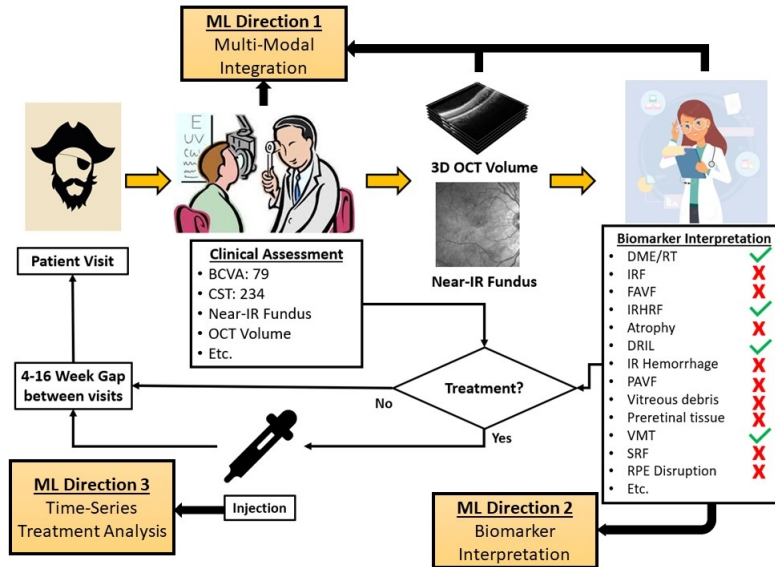 ML Direction 1
Multi-Modal
Integration
E
UV
CW
3D OCT Volume
Near-IR Fundus
Patient Visit
Clinical Assessment
• BCVA: 79
• CST: 234
• Near-IR Fundus
• OCT Volume
• Etc.
Biomarker Interpretation
• DME/RT
• IRF
• FAVF
• IRHRF
• Atrophy
• DRIL
• IR Hemorrhage
• PAVF
• Vitreous debris
• Preretinal tissue
• VMT
• SRF
• RPE Disruption
• Etc.
4-16 Week Gap
between visits
Treatment?
No
Yes
Injection
ML Direction 3
Time-Series
Treatment Analysis
ML Direction 2
Biomarker
Interpretation